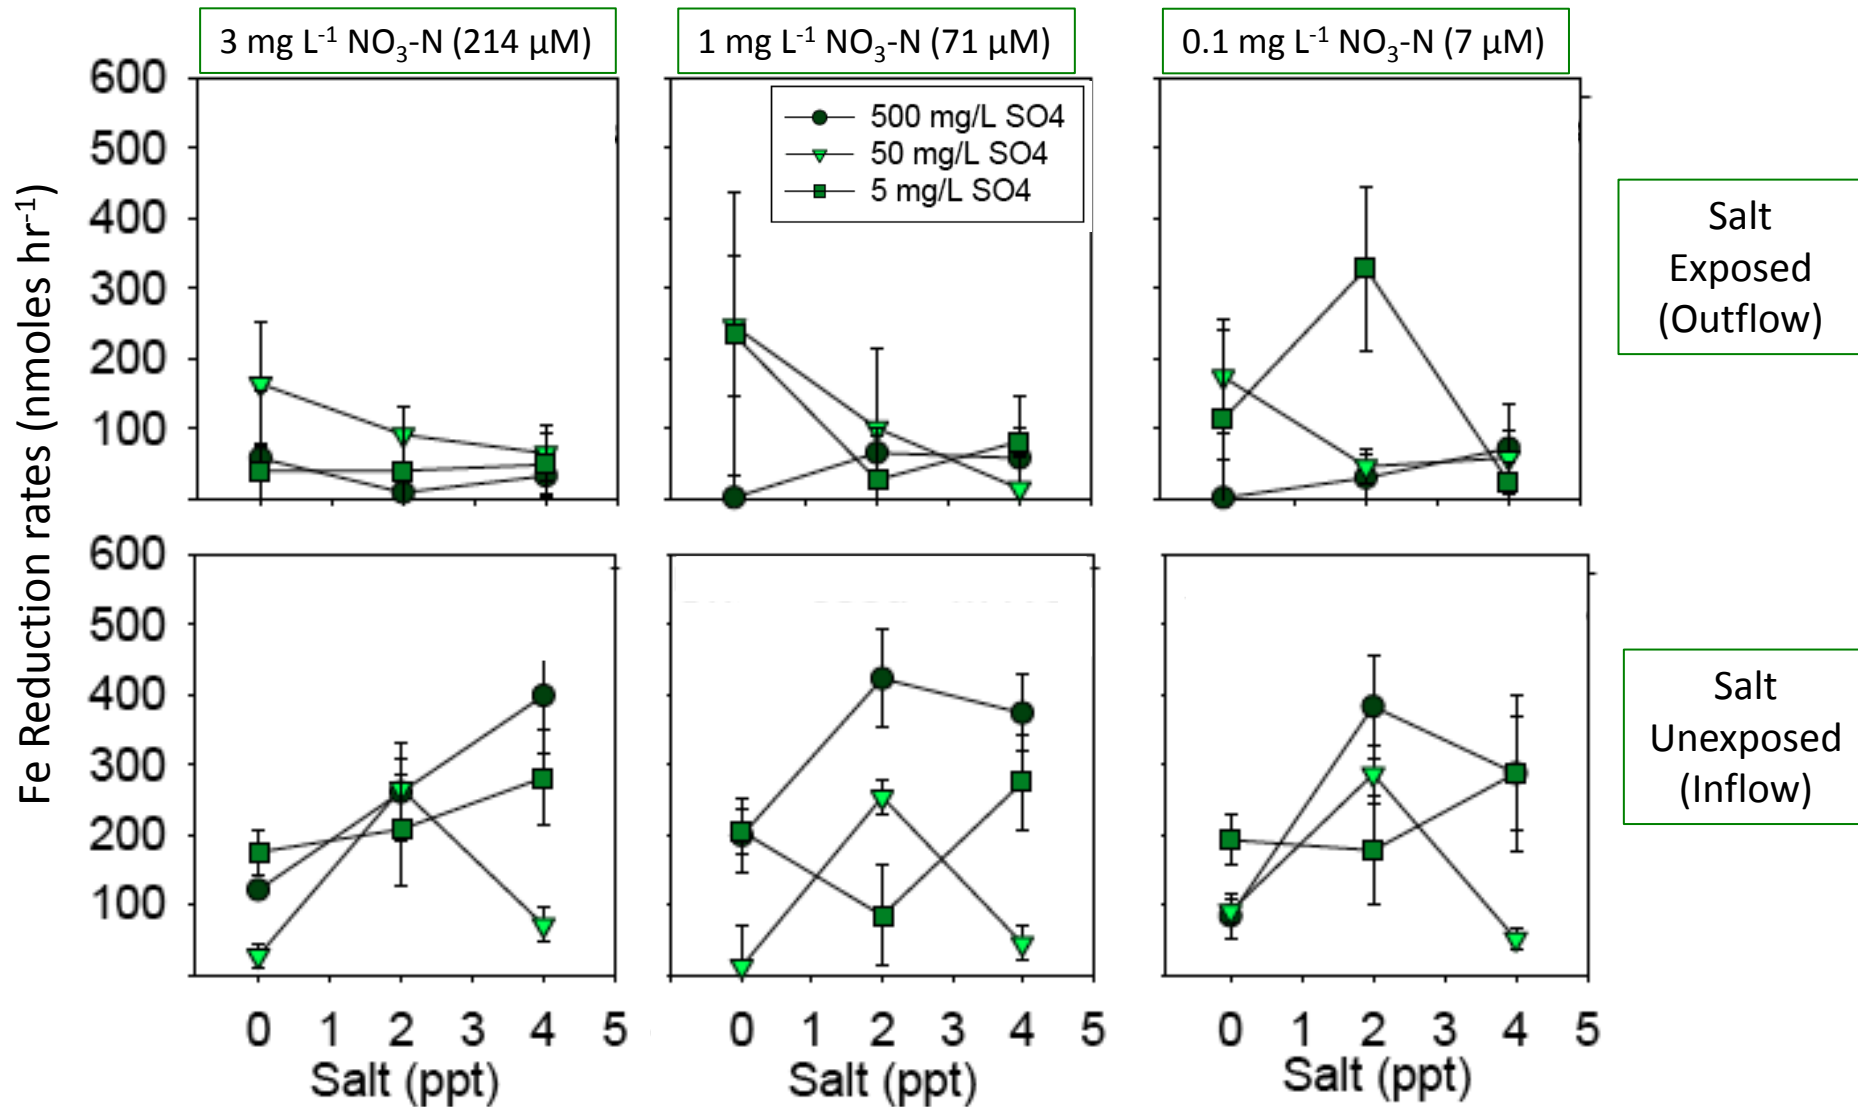 3 mg L-1 NO3-N (214 µM)
1 mg L-1 NO3-N (71 µM)
0.1 mg L-1 NO3-N (7 µM)
Fe Reduction rates (nmoles hr-1)
600
500
400
300
200
100
500 mg/L SO4
50 mg/L SO4
5 mg/L SO4
Salt
Exposed
(Outflow)
600
500
400
300
200
100
Salt
Unexposed
(Inflow)
0 1 2 3 4 5
0 1 2 3 4 5
0 1 2 3 4 5
Salt (ppt)
Salt (ppt)
Salt (ppt)